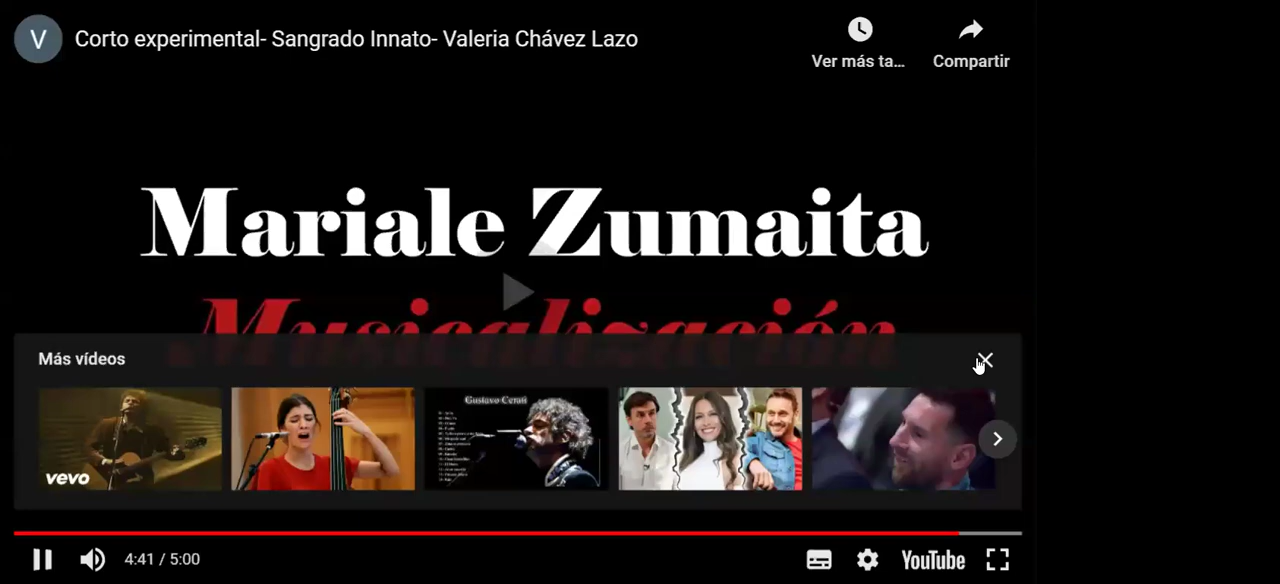 V
Corto experimental- Sangrado Innato- Valeria Chávez Lazo
Ver más ta...
Compartir
Mariale Zumaita
Musicalización
Más vídeos
vevo
Gustavo Cerati
4:41 / 5:00
YouTube